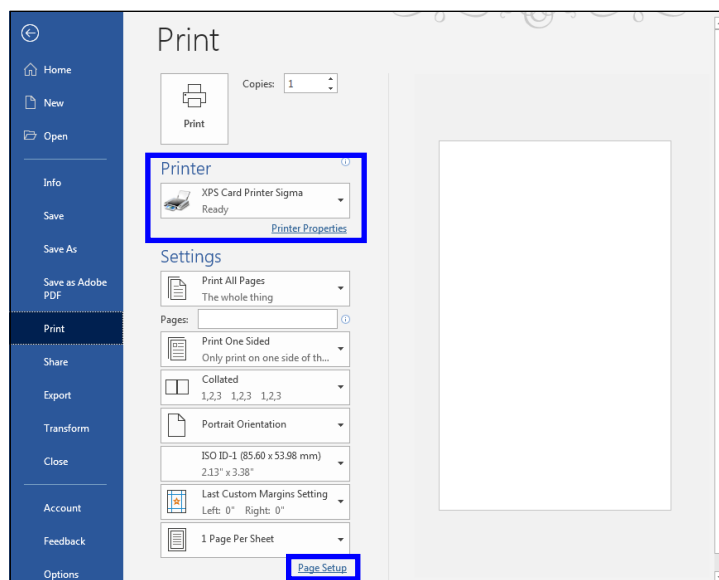 Print
Home
New
Open
Info
Save
Save As
Save as Adobe
PDF
Print
Share
Export
Transform
Close
Account
Feedback
Options
Copies: 1
Print
Printer
XPS Card Printer Sigma
Ready
Printer Properties
Settings
Print All Pages
The whole thing
Pages:
Print One Sided
Only print on one side of th...
Collated
1,2,3 1,2,3 1,2,3
Portrait Orientation
ISO ID-1 (85.60 x 53.98 mm)
2.13" x 3.38"
Last Custom Margins Setting
Left: 0" Right: 0"
1 Page Per Sheet
Page Setup